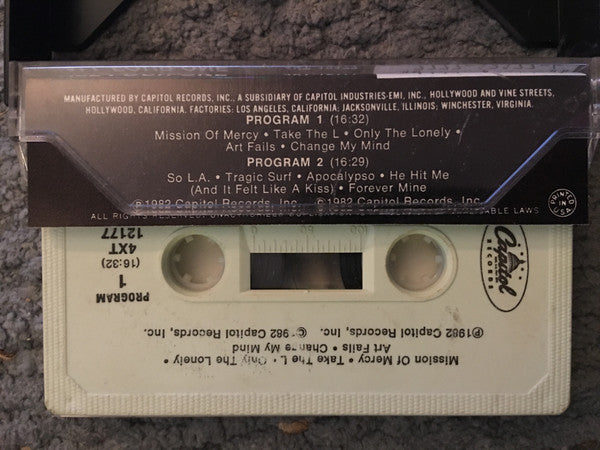 MANUFACTURED BY CAPITOL RECORDS, INC., A SUBSIDIARY OF CAPITOL INDUSTRIES-EMI, INC., HOLLYWOOD AND VINE STREETS,
HOLLYWOOD, CALIFORNIA. FACTORIES: LOS ANGELES, CALIFORNIA; JACKSONVILLE, ILLINOIS; WINCHESTER, VIRGINIA.
PROGRAM 1 (16:32)
Mission Of Mercy • Take The L • Only The Lonely •
Art Fails • Change My Mind
PROGRAM 2 (16:29)
So L.A. • Tragic Surf • Apocalypso • He Hit Me
(And It Felt Like A Kiss) • Forever Mine
℗1982 Capitol Records, Inc. ©1982 Capitol Records, Inc.
ALL RIGHTS
LAWS
PRINTED
IN
USA
Capitol
RECORDS
4XT
12177
(16:32)
1
PROGRAM
Mission Of Mercy • Take The L • Only The Lonely •
Art Fails • Change My Mind
℗1982 Capitol Records, Inc. ©1982 Capitol Records, Inc.